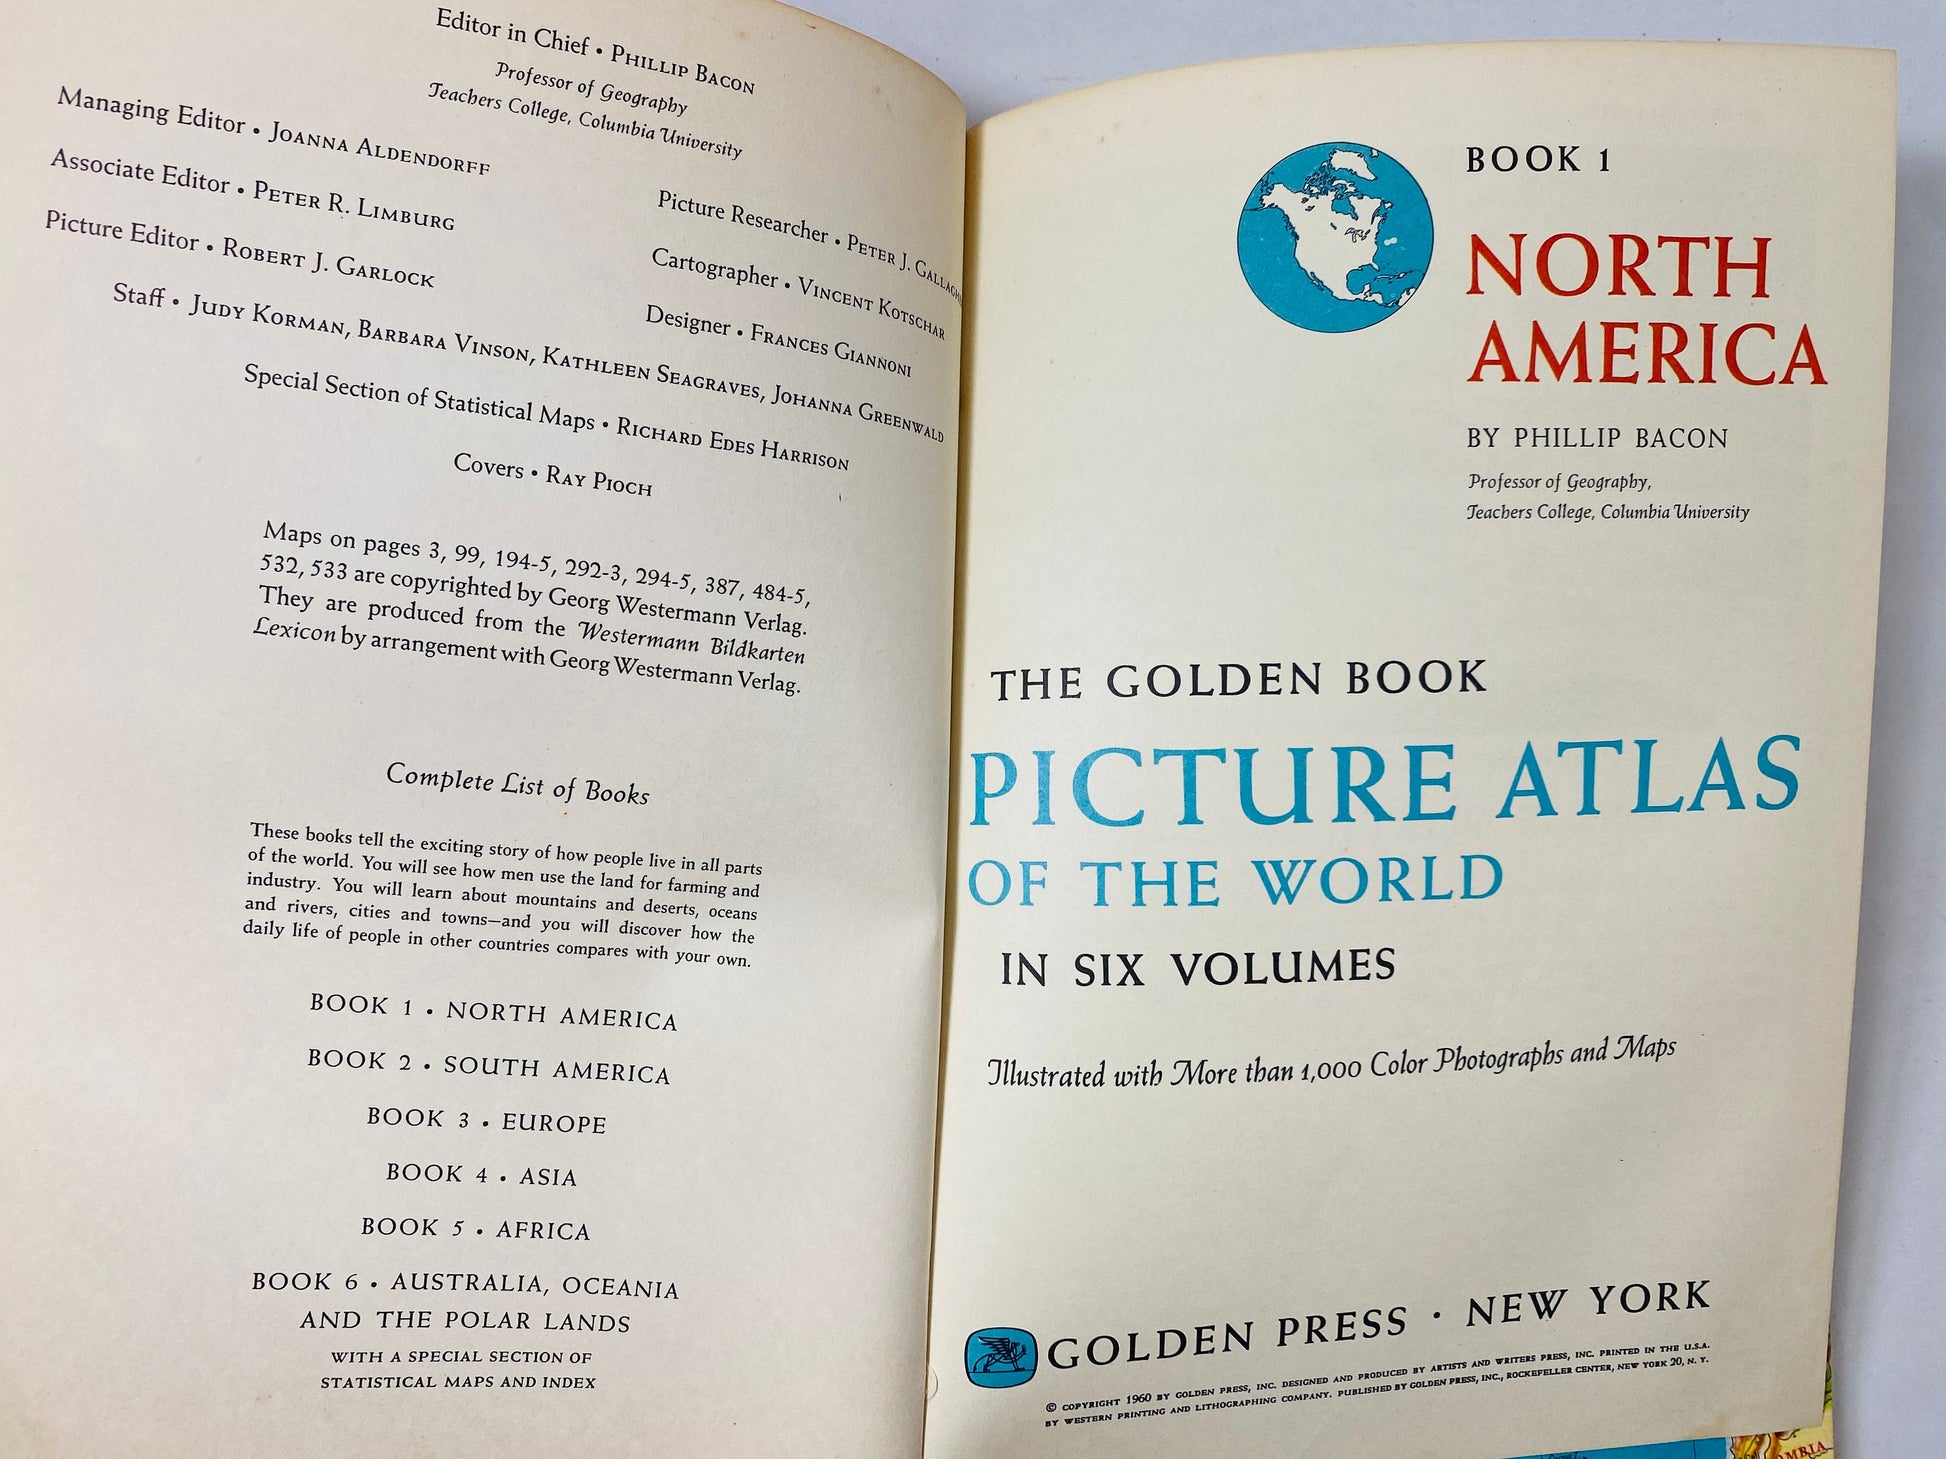 Editor in Chief • PHILLIP BACON
Professor of Geography
Teachers College, Columbia University
Managing Editor • JOANNA ALDENDORFF
Associate Editor • PETER R. LIMBURG
Picture Editor • ROBERT J. GARLOCK
Picture Researcher • PETER J.
Cartographer • VINCENT KOTSCHAR
Designer • FRANCES GIANNONI
Staff • JUDY KORMAN, BARBARA VINSON, KATHLEEN SEAGRAVES, JOHANNA GREENWALD
Special Section of Statistical Maps • RICHARD EDES HARRISON
Covers • RAY PIOCH
Maps on pages 3, 99, 194-5, 292-3, 294-5, 387, 484-5,
532, 533 are copyrighted by Georg Westermann Verlag.
They are produced from the Westermann Bildkarten
Lexicon by arrangement with Georg Westermann Verlag.
Complete List of Books
These books tell the exciting story of how people live in all parts
of the world. You will see how men use the land for farming and
industry. You will learn about mountains and deserts, oceans
and rivers, cities and towns—and you will discover how the
daily life of people in other countries compares with your own.
BOOK 1 • NORTH AMERICA
BOOK 2 • SOUTH AMERICA
BOOK 3 • EUROPE
BOOK 4 • ASIA
BOOK 5 • AFRICA
BOOK 6 • AUSTRALIA, OCEANIA
AND THE POLAR LANDS
WITH A SPECIAL SECTION OF
STATISTICAL MAPS AND INDEX
BOOK 1
NORTH
AMERICA
BY PHILLIP BACON
Professor of Geography,
Teachers College, Columbia University
THE GOLDEN BOOK
PICTURE ATLAS
OF THE WORLD
IN SIX VOLUMES
Illustrated with More than 1,000 Color Photographs and Maps
GOLDEN PRESS • NEW YORK
© COPYRIGHT 1960 BY GOLDEN PRESS, INC. DESIGNED AND PRODUCED BY ARTISTS AND WRITERS PRESS, INC. PRINTED IN THE U.S.A.
BY WESTERN PRINTING AND LITHOGRAPHING COMPANY. PUBLISHED BY GOLDEN PRESS, INC., ROCKEFELLER CENTER, NEW YORK 20, N. Y.